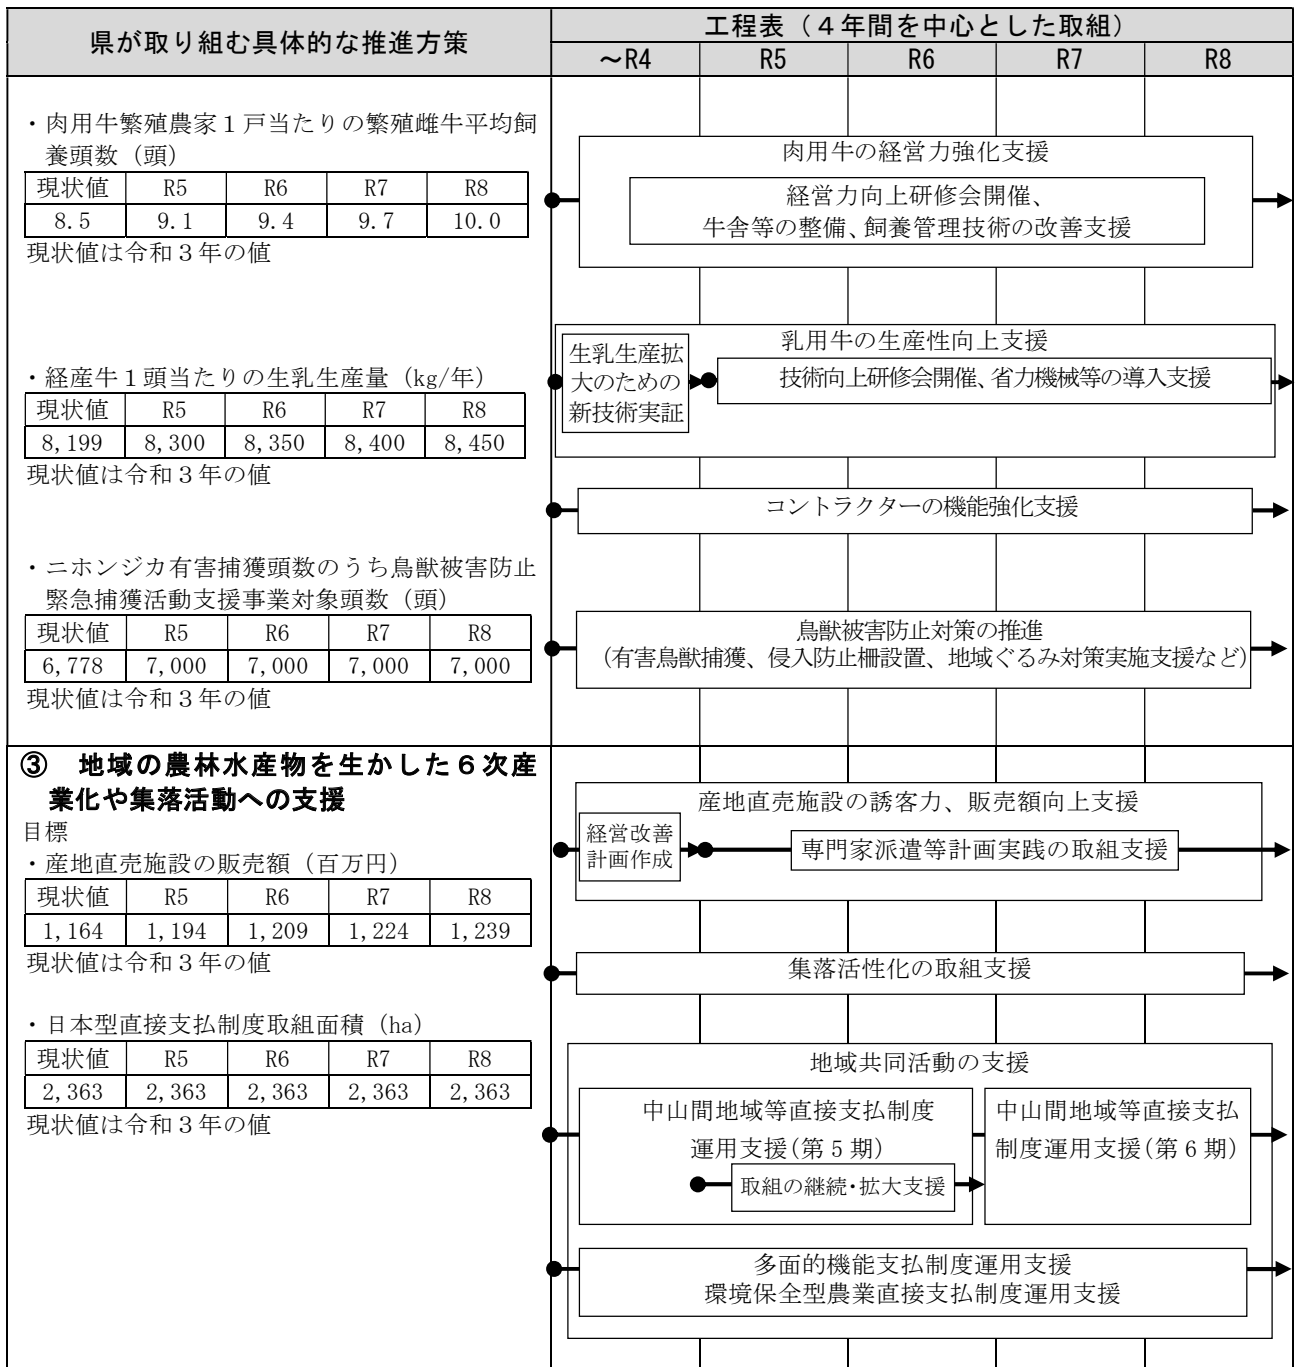 県が取り組む具体的な推進方策
工程表（４年間を中心とした取組）
～R4 R5 R6 R7 R8
・肉用牛繁殖農家１戸当たりの繁殖雌牛平均飼
養頭数（頭）
現状値 R5 R6 R7 R8
8.5 9.1 9.4 9.7 10.0
現状値は令和３年の値
肉用牛の経営力強化支援
経営力向上研修会開催、
牛舎等の整備、飼養管理技術の改善支援
・経産牛１頭当たりの生乳生産量（kg/年）
現状値 R5 R6 R7 R8
8,199 8,300 8,350 8,400 8,450
現状値は令和３年の値
乳用牛の生産性向上支援
生乳生産拡
大のための
新技術実証
技術向上研修会開催、省力機械等の導入支援
コントラクターの機能強化支援
・ニホンジカ有害捕獲頭数のうち鳥獣被害防止
緊急捕獲活動支援事業対象頭数（頭）
現状値 R5 R6 R7 R8
6,778 7,000 7,000 7,000 7,000
現状値は令和３年の値
鳥獣被害防止対策の推進
（有害鳥獣捕獲、侵入防止柵設置、地域ぐるみ対策実施支援など）
③　地域の農林水産物を生かした６次産
業化や集落活動への支援
目標
・産地直売施設の販売額（百万円）
現状値 R5 R6 R7 R8
1,164 1,194 1,209 1,224 1,239
現状値は令和３年の値
産地直売施設の誘客力、販売額向上支援
経営改善
計画作成
専門家派遣等計画実践の取組支援
集落活性化の取組支援
・日本型直接支払制度取組面積（ha）
現状値 R5 R6 R7 R8
2,363 2,363 2,363 2,363 2,363
現状値は令和３年の値
地域共同活動の支援
中山間地域等直接支払制度
運用支援(第５期)
取組の継続・拡大支援
中山間地域等直接支払
制度運用支援(第６期)
多面的機能支払制度運用支援
環境保全型農業直接支払制度運用支援